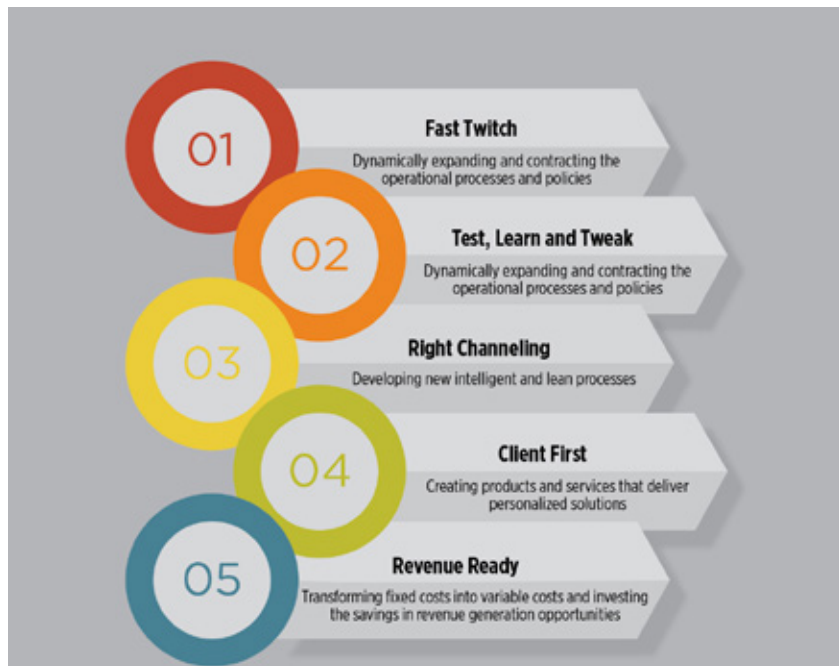 01
Fast Twitch
Dynamically expanding and contracting the
operational processes and policies
02
Test, Learn and Tweak
Dynamically expanding and contracting the
operational processes and policies
03
Right Channeling
Developing new intelligent and lean processes
04
Client First
Creating products and services that deliver
personalized solutions
05
Revenue Ready
Transforming fixed costs into variable costs and investing
the savings in revenue generation opportunities